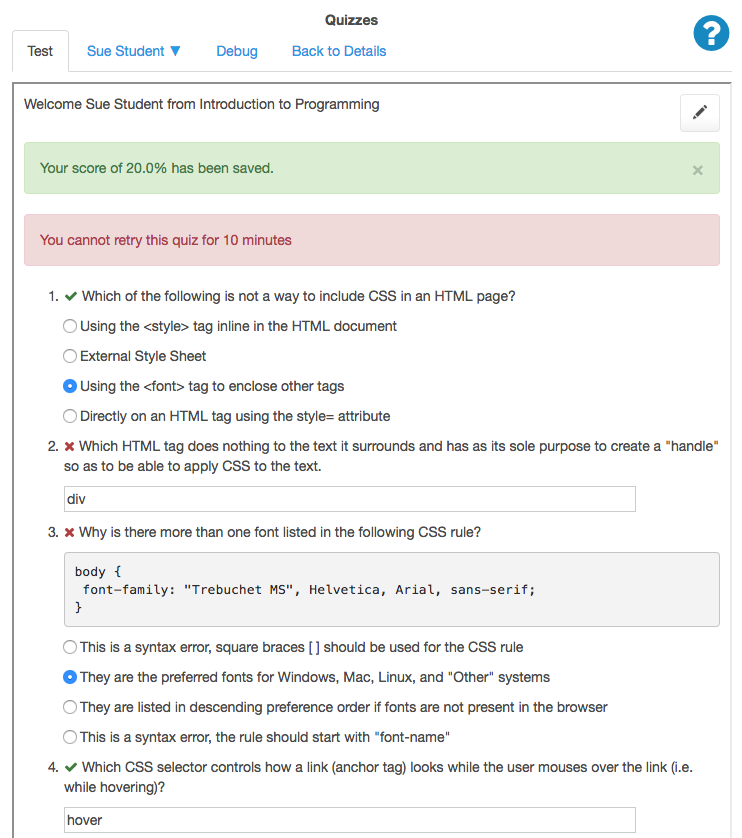 Quizzes
?
Test
Sue Student ▼
Debug
Back to Details
Welcome Sue Student from Introduction to Programming
Your score of 20.0% has been saved.
×
You cannot retry this quiz for 10 minutes
1. ✔ Which of the following is not a way to include CSS in an HTML page?
Using the <style> tag inline in the HTML document
External Style Sheet
Using the <font> tag to enclose other tags
Directly on an HTML tag using the style= attribute
2. ✖ Which HTML tag does nothing to the text it surrounds and has as its sole purpose to create a "handle"
so as to be able to apply CSS to the text.
div
3. ✖ Why is there more than one font listed in the following CSS rule?
body {
font-family: "Trebuchet MS", Helvetica, Arial, sans-serif;
}
This is a syntax error, square braces [ ] should be used for the CSS rule
They are the preferred fonts for Windows, Mac, Linux, and "Other" systems
They are listed in descending preference order if fonts are not present in the browser
This is a syntax error, the rule should start with "font-name"
4. ✔ Which CSS selector controls how a link (anchor tag) looks while the user mouses over the link (i.e.
while hovering)?
hover